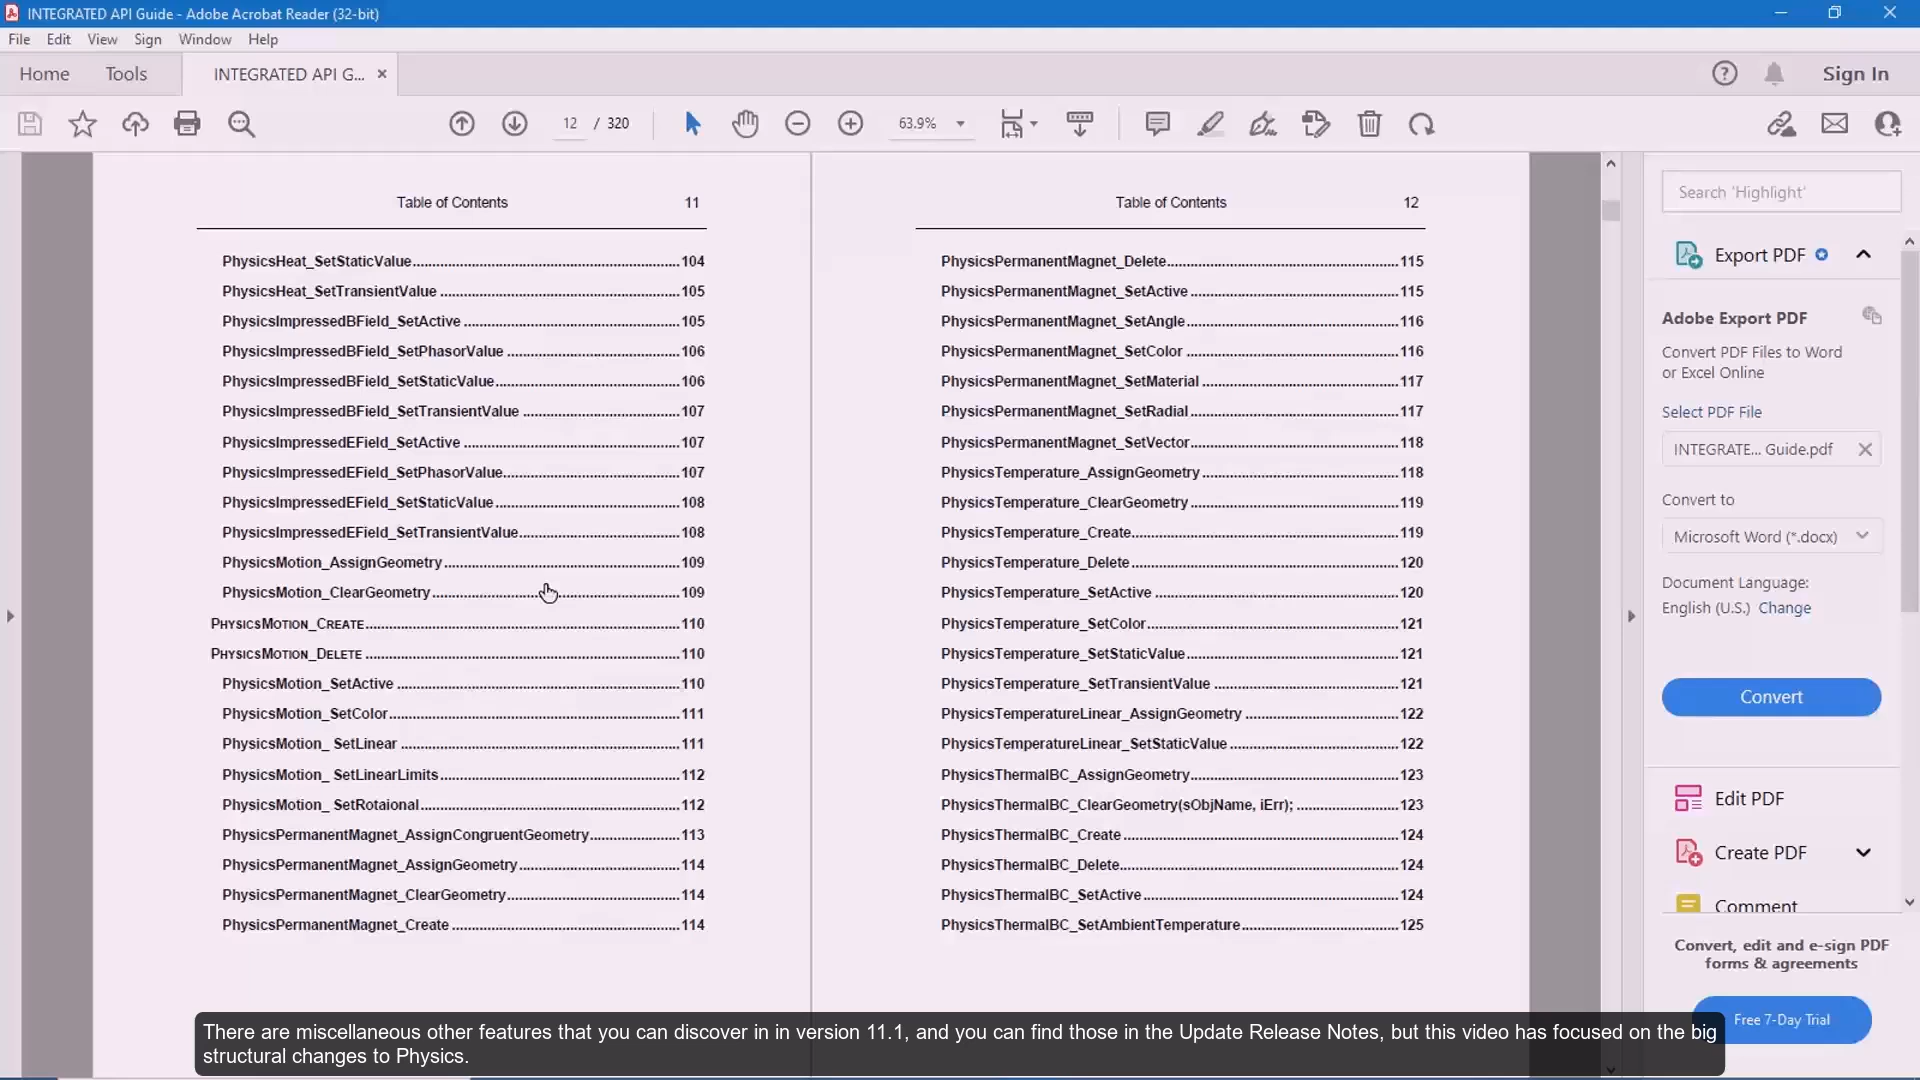 INTEGRATED API Guide - Adobe Acrobat Reader (32-bit)
File Edit View Sign Window Help
Home Tools INTEGRATED API G... ×
Sign In
12 / 320
63.9%
Table of Contents 11
PhysicsHeat_SetStaticValue 104
PhysicsHeat_SetTransientValue 105
PhysicsImpressedBField_SetActive 105
PhysicsImpressedBField_SetPhasorValue 106
PhysicsImpressedBField_SetStaticValue 106
PhysicsImpressedBField_SetTransientValue 107
PhysicsImpressedEField_SetActive 107
PhysicsImpressedEField_SetPhasorValue 107
PhysicsImpressedEField_SetStaticValue 108
PhysicsImpressedEField_SetTransientValue 108
PhysicsMotion_AssignGeometry 109
PhysicsMotion_ClearGeometry 109
PHYSICSMOTION_CREATE 110
PHYSICSMOTION_DELETE 110
PhysicsMotion_SetActive 110
PhysicsMotion_SetColor 111
PhysicsMotion_ SetLinear 111
PhysicsMotion_ SetLinearLimits 112
PhysicsMotion_ SetRotaional 112
PhysicsPermanentMagnet_AssignCongruentGeometry 113
PhysicsPermanentMagnet_AssignGeometry 114
PhysicsPermanentMagnet_ClearGeometry 114
PhysicsPermanentMagnet_Create 114
Table of Contents 12
PhysicsPermanentMagnet_Delete 115
PhysicsPermanentMagnet_SetActive 115
PhysicsPermanentMagnet_SetAngle 116
PhysicsPermanentMagnet_SetColor 116
PhysicsPermanentMagnet_SetMaterial 117
PhysicsPermanentMagnet_SetRadial 117
PhysicsPermanentMagnet_SetVector 118
PhysicsTemperature_AssignGeometry 118
PhysicsTemperature_ClearGeometry 119
PhysicsTemperature_Create 119
PhysicsTemperature_Delete 120
PhysicsTemperature_SetActive 120
PhysicsTemperature_SetColor 121
PhysicsTemperature_SetStaticValue 121
PhysicsTemperature_SetTransientValue 121
PhysicsTemperatureLinear_AssignGeometry 122
PhysicsTemperatureLinear_SetStaticValue 122
PhysicsThermalBC_AssignGeometry 123
PhysicsThermalBC_ClearGeometry(sObjName, iErr); 123
PhysicsThermalBC_Create 124
PhysicsThermalBC_Delete 124
PhysicsThermalBC_SetActive 124
PhysicsThermalBC_SetAmbientTemperature 125
Search 'Highlight'
Export PDF
Adobe Export PDF
Convert PDF Files to Word
or Excel Online
Select PDF File
INTEGRATE... Guide.pdf
Convert to
Microsoft Word (*.docx)
Document Language:
English (U.S.) Change
Convert
Edit PDF
Create PDF
Comment
Convert, edit and e-sign PDF
forms & agreements
Free 7-Day Trial
There are miscellaneous other features that you can discover in in version 11.1, and you can find those in the Update Release Notes, but this video has focused on the big
structural changes to Physics.